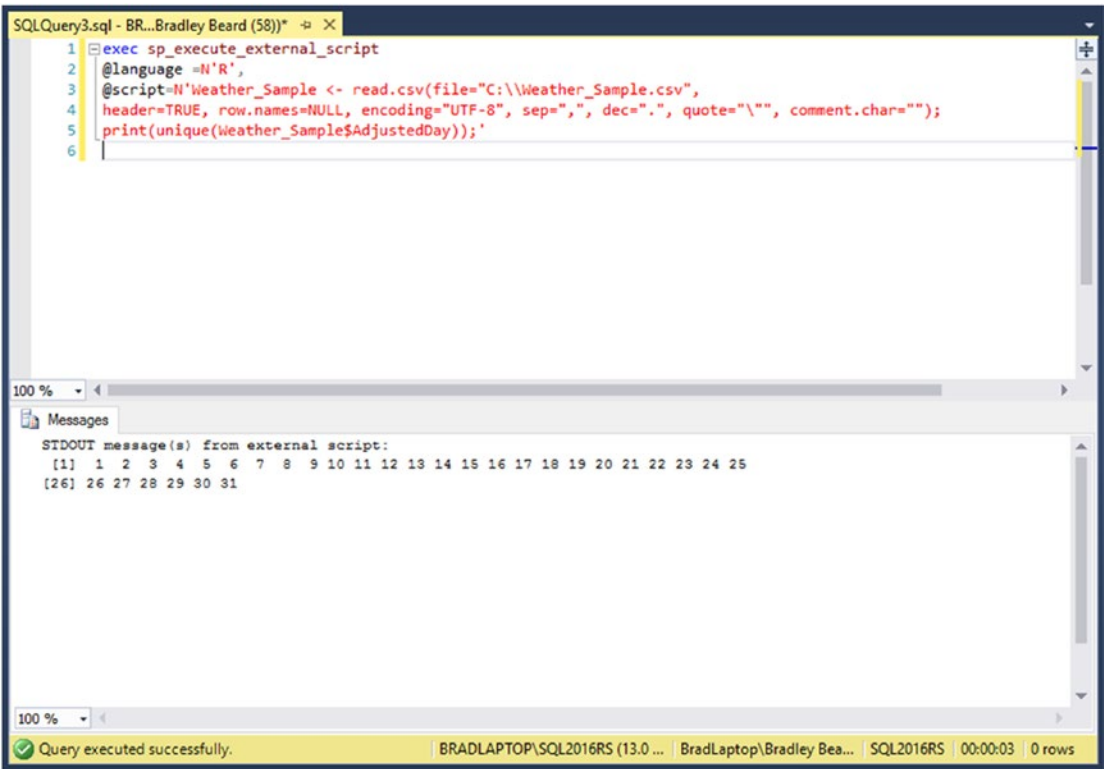 SQLQuery3.sql - BR...Bradley Beard (58))*
1 exec sp_execute_external_script
2 @language =N'R',
3 @script=N'Weather_Sample <- read.csv(file="C:\\Weather_Sample.csv",
4 header=TRUE, row.names=NULL, encoding="UTF-8", sep=",", dec=".", quote="\"", comment.char="");
5 print(unique(Weather_Sample$AdjustedDay));'
6
100 %
Messages
STDOUT message(s) from external script:
[1] 1 2 3 4 5 6 7 8 9 10 11 12 13 14 15 16 17 18 19 20 21 22 23 24 25
[26] 26 27 28 29 30 31
100 %
Query executed successfully. BRADLAPTOP\SQL2016RS (13.0 ... BradLaptop\Bradley Bea... SQL2016RS 00:00:03 0 rows